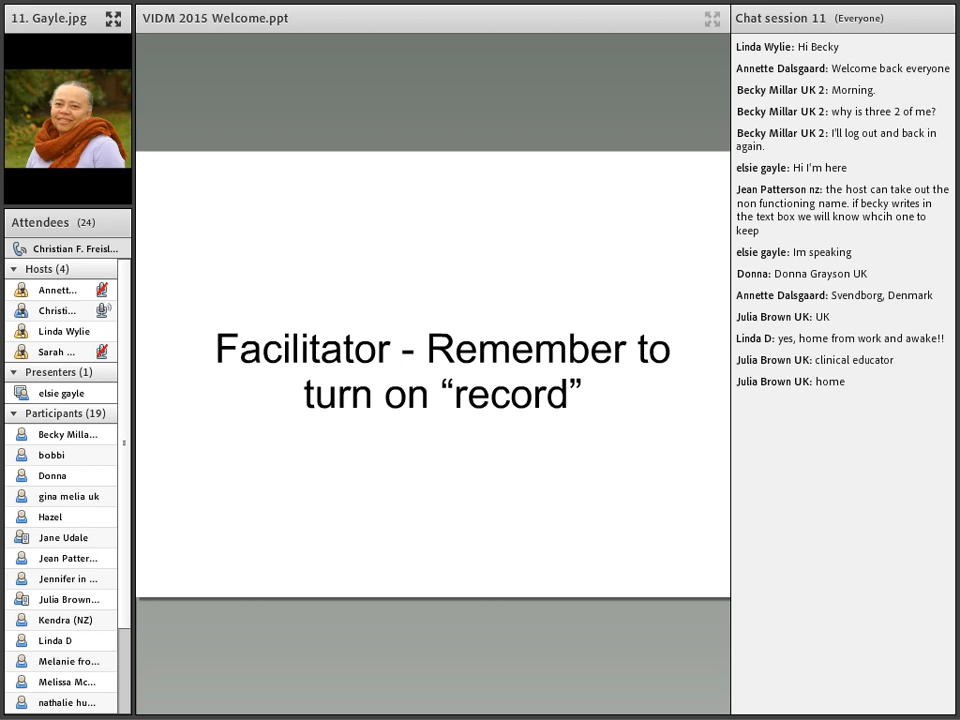 11. Gayle.jpg
VIDM 2015 Welcome.ppt
Chat session 11 (Everyone)
Attendees (24)
Christian F. Freisl...
Hosts (4)
Annett...
Christi...
Linda Wylie
Sarah ...
Presenters (1)
elsie gayle
Participants (19)
Becky Milla...
bobbi
Donna
gina melia uk
Hazel
Jane Udale
Jean Patter...
Jennifer in ...
Julia Brown...
Kendra (NZ)
Linda D
Melanie fro...
Melissa Mc...
nathalie hu...
Facilitator - Remember to
turn on “record”
Linda Wylie: Hi Becky
Annette Dalsgaard: Welcome back everyone
Becky Millar UK 2: Morning.
Becky Millar UK 2: why is three 2 of me?
Becky Millar UK 2: I'll log out and back in
again.
elsie gayle: Hi I'm here
Jean Patterson nz: the host can take out the
non functioning name. if becky writes in
the text box we will know whcih one to
keep
elsie gayle: Im speaking
Donna: Donna Grayson UK
Annette Dalsgaard: Svendborg, Denmark
Julia Brown UK: UK
Linda D: yes, home from work and awake!!
Julia Brown UK: clinical educator
Julia Brown UK: home